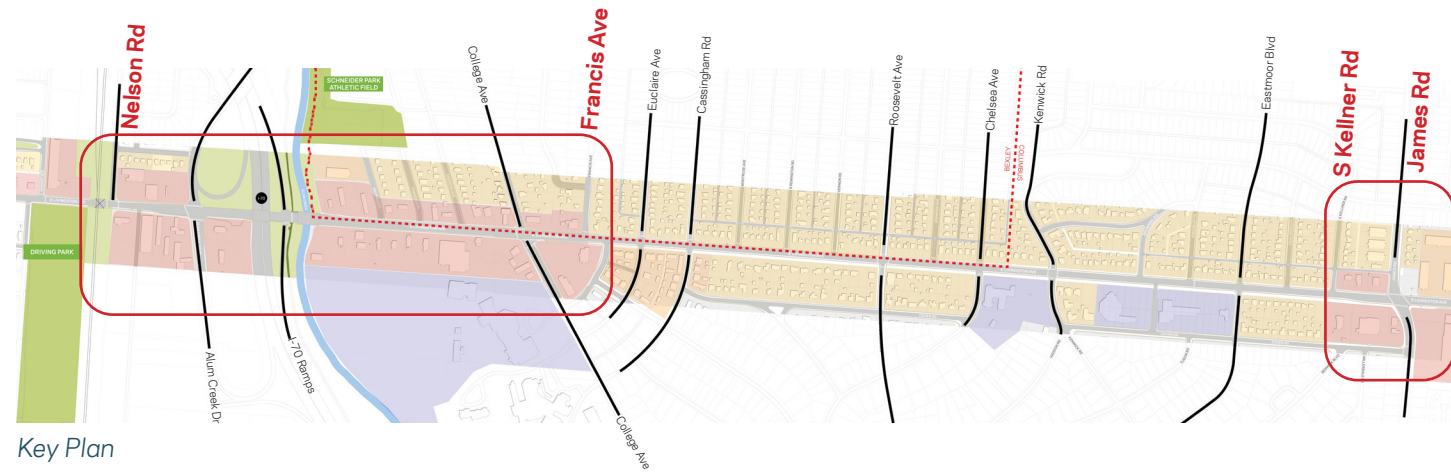 Nelson Rd
Francis Ave
S Kellner Rd
James Rd
College Ave
Euclaire Ave
Cassingham Rd
Roosevelt Ave
Chelsea Ave
Kenwick Rd
Eastmoor Blvd
SCHNEIDER PARK
ATHLETIC FIELD
BEXLEY
COLUMBUS
I-70
DRIVING PARK
Alum Creek Dr
I-70 Ramps
College Ave
Key Plan